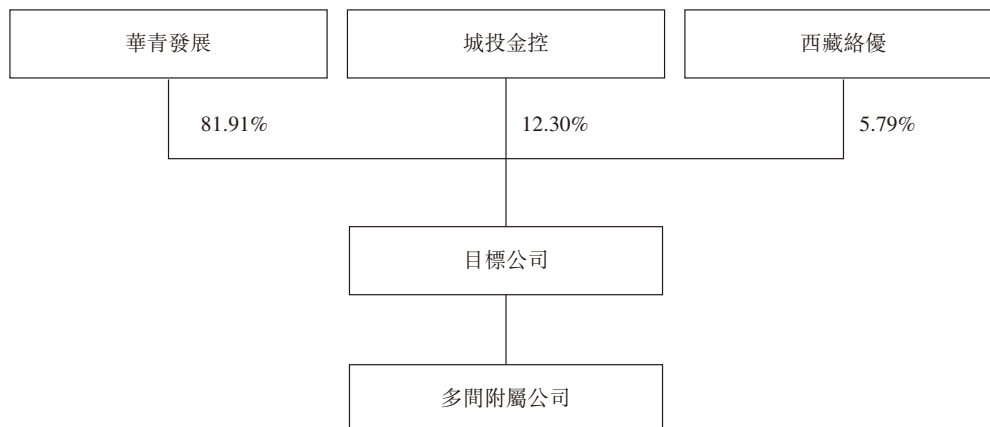 華青發展
城投金控
西藏絡優
81.91%
12.30%
5.79%
目標公司
多間附屬公司